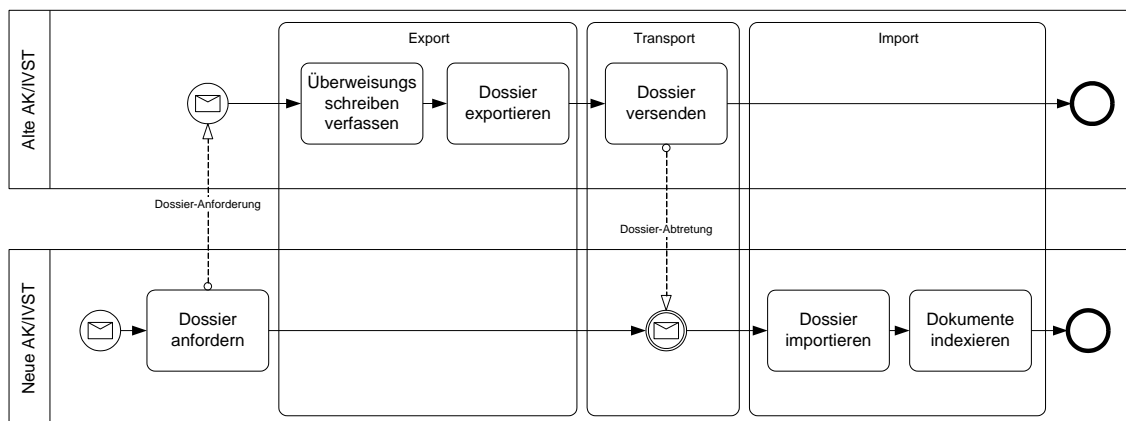 Export
Transport
Import
Alte AK/IVST
Überweisungs
schreiben
verfassen
Dossier
exportieren
Dossier
versenden
Dossier-Anforderung
Dossier-Abtretung
Neue AK/IVST
Dossier
anfordern
Dossier
importieren
Dokumente
indexieren